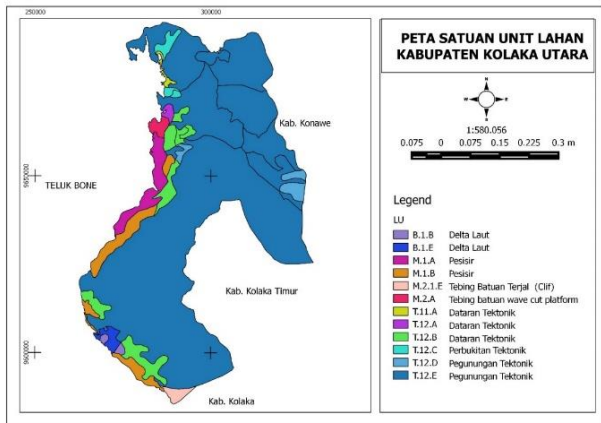 250000
300000
9650000
9600000
TELUK BONE
Kab. Konawe
Kab. Kolaka Timur
Kab. Kolaka
PETA SATUAN UNIT LAHAN
KABUPATEN KOLAKA UTARA
N
W E
S
1:580.056
0.075 0 0.075 0.15 0.225 0.3 m
Legend
LU
B.1.B Delta Laut
B.1.E Delta Laut
M.1.A Pesisir
M.1.B Pesisir
M.2.1.E Tebing Batuan Terjal (Clif)
M.2.A Tebing batuan wave cut platform
T.11.A Dataran Tektonik
T.12.A Dataran Tektonik
T.12.B Dataran Tektonik
T.12.C Perbukitan Tektonik
T.12.D Pegunungan Tektonik
T.12.E Pegunungan Tektonik